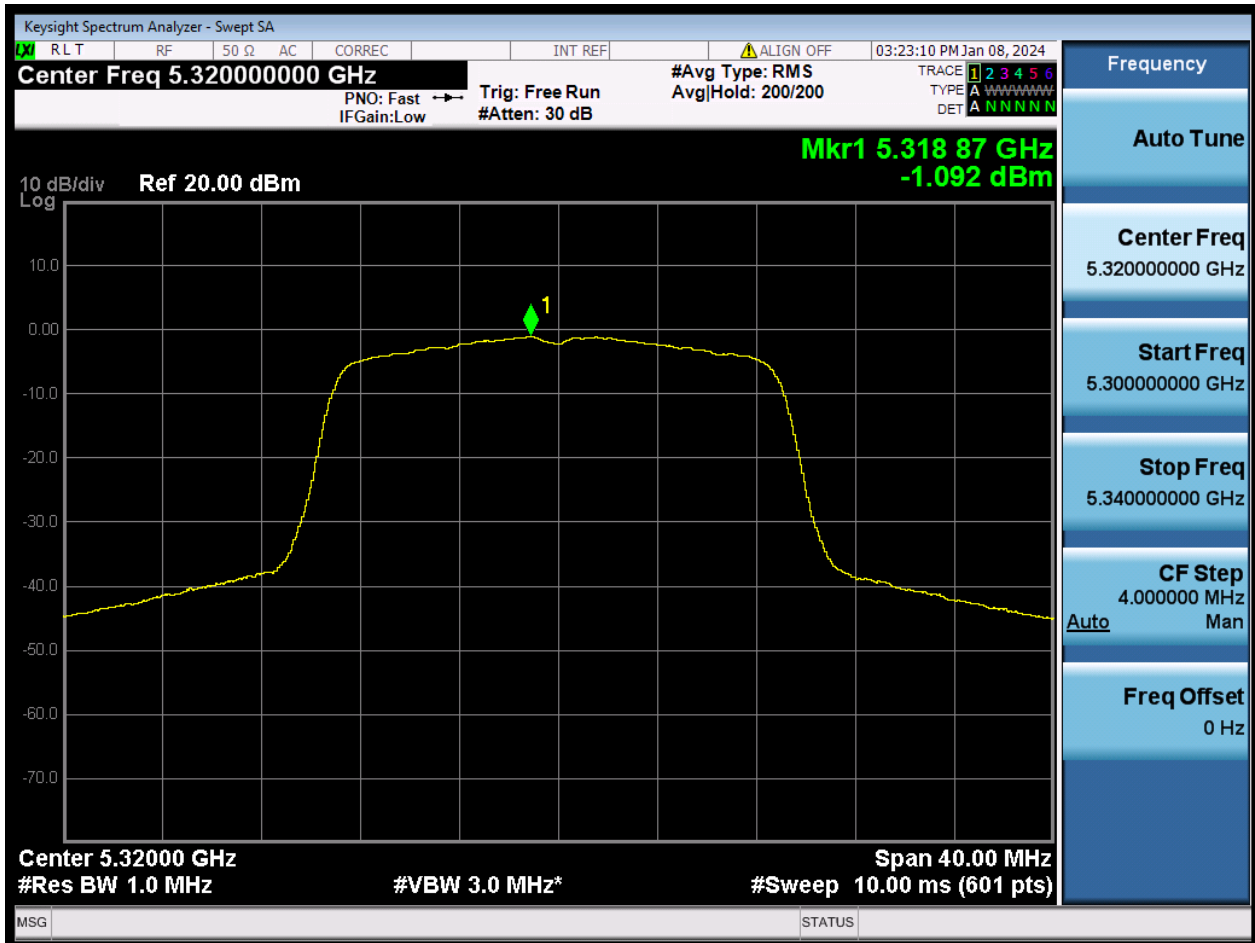 Keysight Spectrum Analyzer - Swept SA
LXI RLT RF 50 Ω AC CORREC INT REF ALIGN OFF 03:23:10 PM Jan 08, 2024
Center Freq 5.320000000 GHz
PNO: Fast
IFGain:Low
Trig: Free Run
#Atten: 30 dB
#Avg Type: RMS
Avg|Hold: 200/200
TRACE 1 2 3 4 5 6
TYPE A WWWWW
DET A N N N N N
Mkr1 5.318 87 GHz
-1.092 dBm
10 dB/div Ref 20.00 dBm
Log
10.0
0.00
-10.0
-20.0
-30.0
-40.0
-50.0
-60.0
-70.0
1
Center 5.32000 GHz Span 40.00 MHz
#Res BW 1.0 MHz #VBW 3.0 MHz* #Sweep 10.00 ms (601 pts)
MSG STATUS
Frequency
Auto Tune
Center Freq
5.320000000 GHz
Start Freq
5.300000000 GHz
Stop Freq
5.340000000 GHz
CF Step
4.000000 MHz
Auto Man
Freq Offset
0 Hz